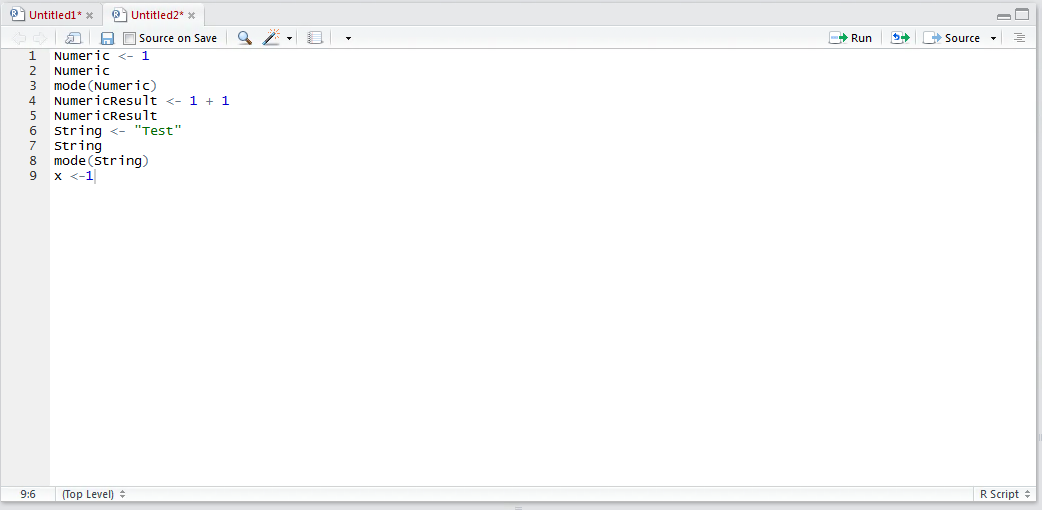 Untitled1* Untitled2*
Source on Save Run Source
1 Numeric <- 1
2 Numeric
3 mode(Numeric)
4 NumericResult <- 1 + 1
5 NumericResult
6 String <- "Test"
7 String
8 mode(String)
9 x <-1
9:6 (Top Level) R Script